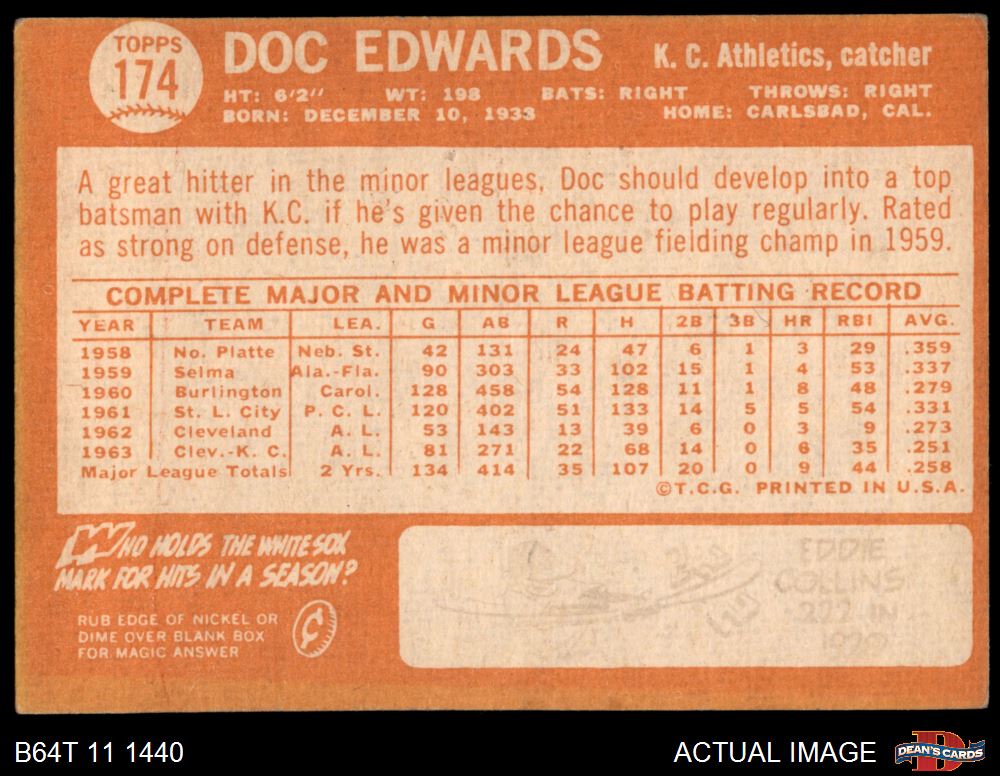 TOPPS
174
DOC EDWARDS
K. C. Athletics, catcher
HT: 6'2" WT: 198 BATS: RIGHT THROWS: RIGHT
BORN: DECEMBER 10, 1933 HOME: CARLSBAD, CAL.
A great hitter in the minor leagues, Doc should develop into a top
batsman with K.C. if he's given the chance to play regularly. Rated
as strong on defense, he was a minor league fielding champ in 1959.
COMPLETE MAJOR AND MINOR LEAGUE BATTING RECORD
YEAR TEAM LEA. G AB R H 2B 3B HR RBI AVG.
1958 No. Platte Neb. St. 42 131 24 47 6 1 3 29 .359
1959 Selma Ala.-Fla. 90 303 33 102 15 1 4 53 .337
1960 Burlington Carol. 128 458 54 128 11 1 8 48 .279
1961 St. L. City P. C. L. 120 402 51 133 14 5 5 54 .331
1962 Cleveland A. L. 53 143 13 39 6 0 3 9 .273
1963 Clev.-K. C. A. L. 81 271 22 68 14 0 6 35 .251
Major League Totals 2 Yrs. 134 414 35 107 20 0 9 44 .258
©T.C.G. PRINTED IN U.S.A.
WHO HOLDS THE WHITE SOX
MARK FOR HITS IN A SEASON?
RUB EDGE OF NICKEL OR
DIME OVER BLANK BOX
FOR MAGIC ANSWER
¢
EDDIE
COLLINS
222 IN
B64T 11 1440
ACTUAL IMAGE
DEAN'S CARDS